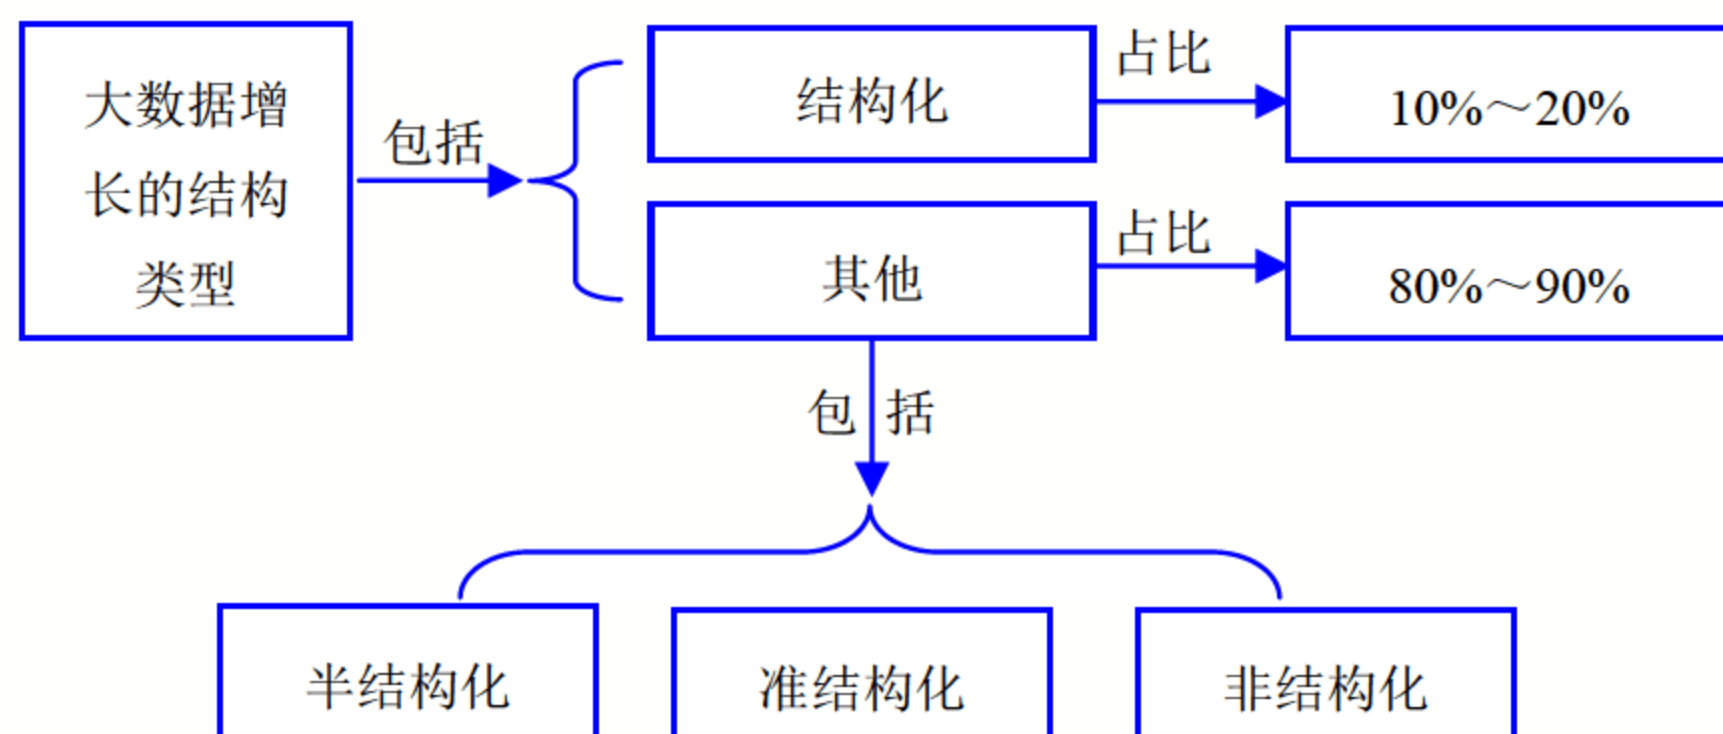 大数据增
长的结构
类型
包括
结构化
占比
10%～20%
其他
占比
80%～90%
包括
半结构化
准结构化
非结构化